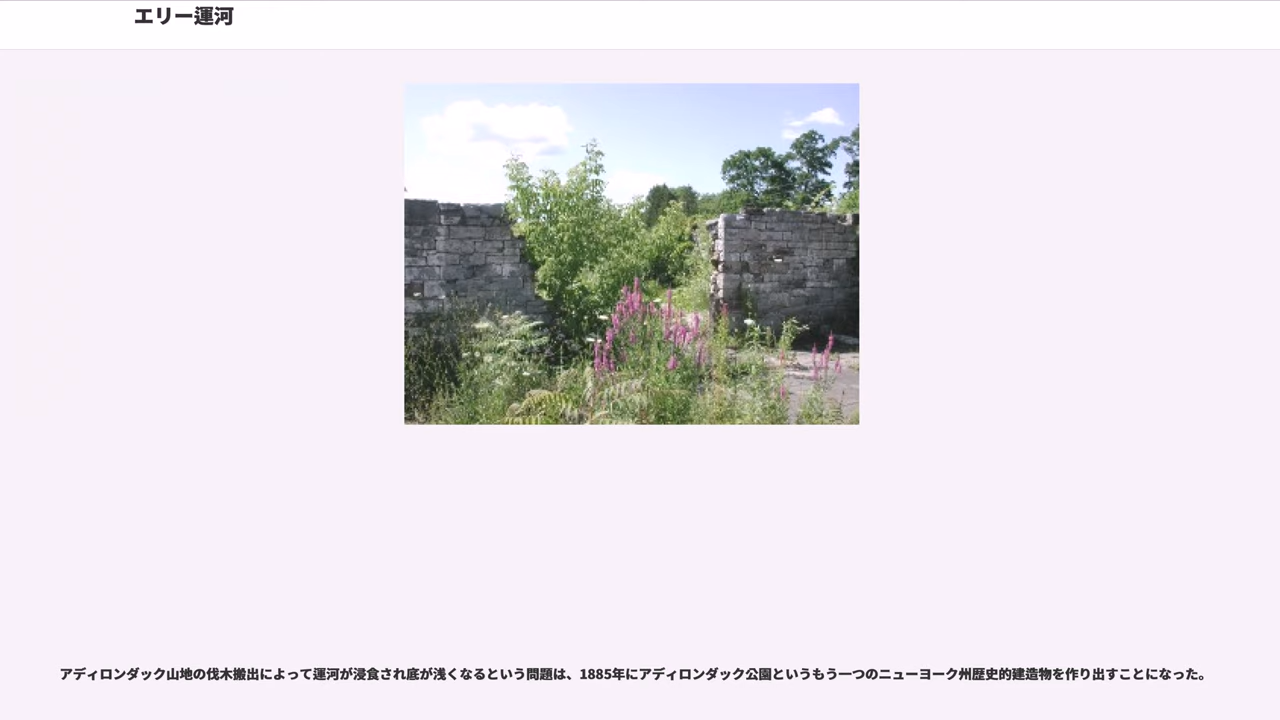 エリー運河
アディロンダック山地の伐木搬出によって運河が浸食され底が浅くなるという問題は、1885年にアディロンダック公園というもう一つのニューヨーク州歴史的建造物を作り出すことになった。